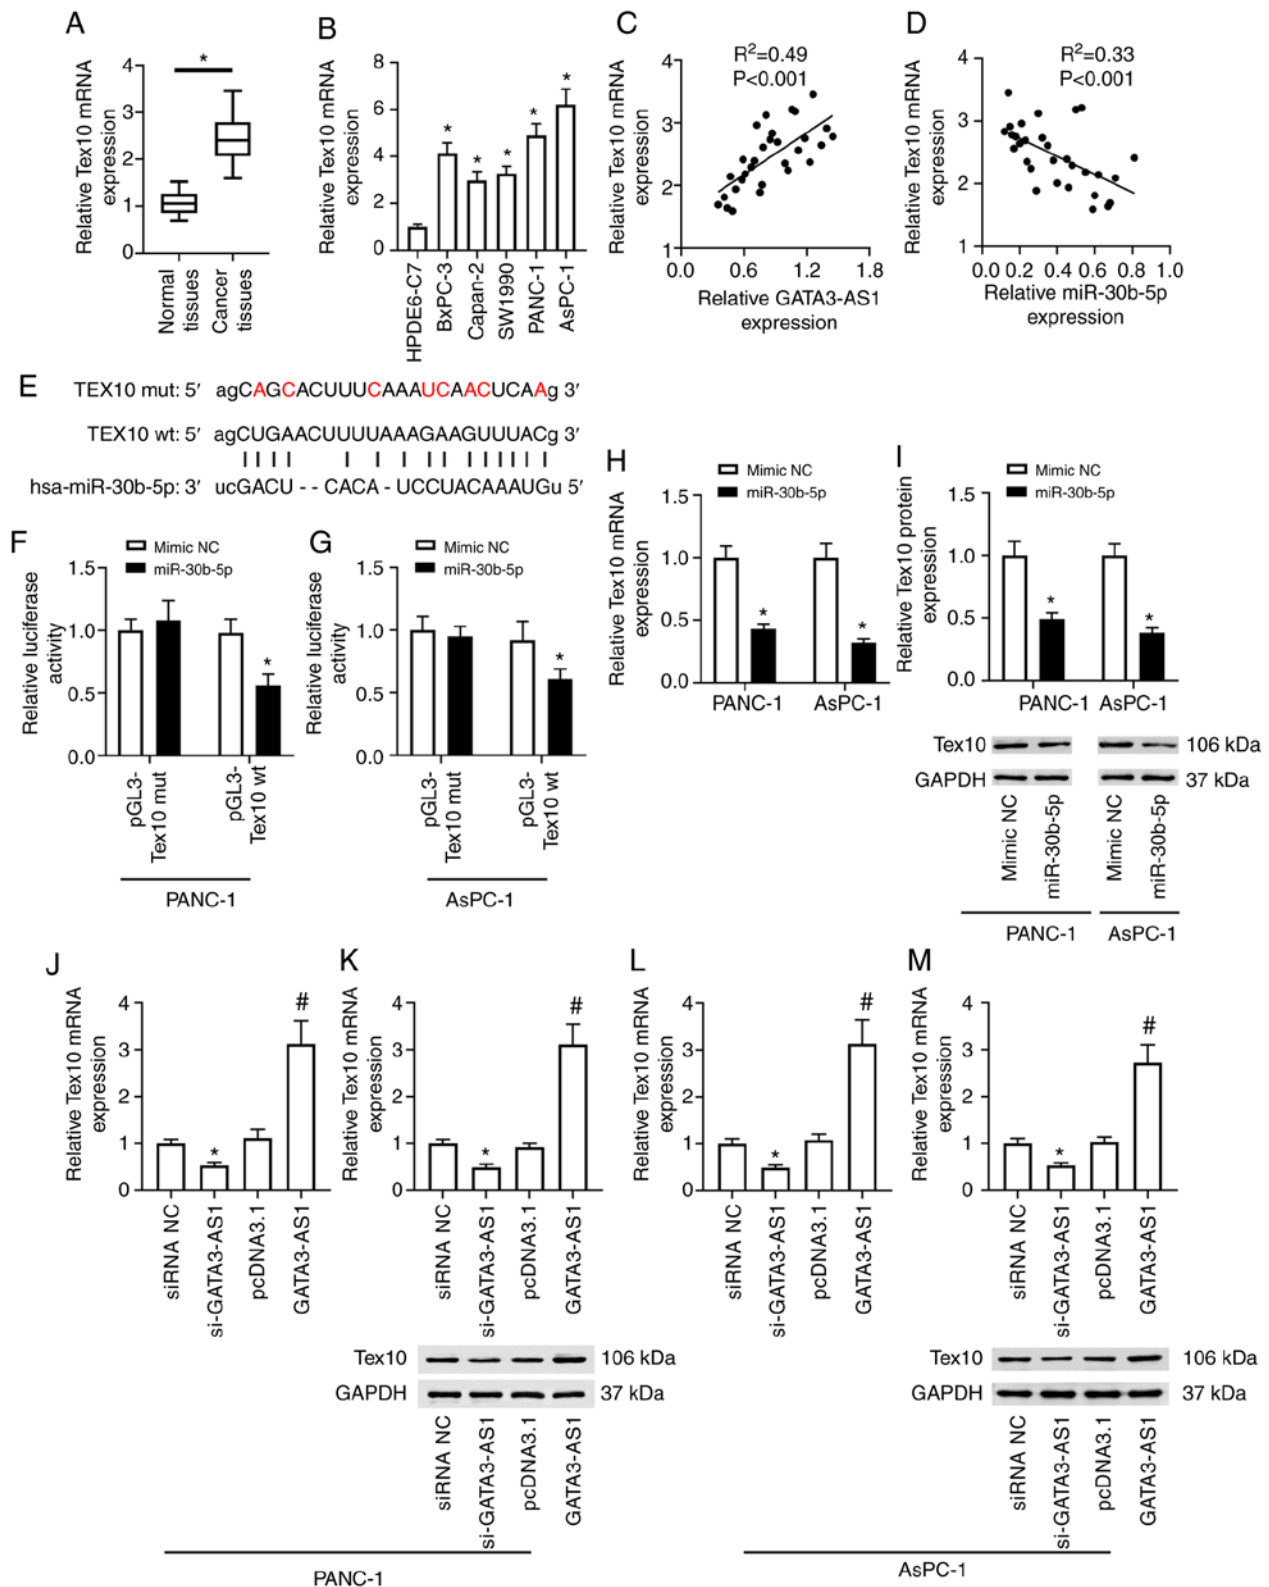 A
Relative Tex10 mRNA
expression
4
3
2
1
0
*
Normal
tissues
Cancer
tissues
B
Relative Tex10 mRNA
expression
8
6
4
2
0
*
*
*
*
*
HPDE6-C7
BxPC-3
Capan-2
SW1990
PANC-1
AsPC-1
C
R²=0.49
P<0.001
Relative Tex10 mRNA
expression
4
3
2
1
0.0 0.6 1.2 1.8
Relative GATA3-AS1
expression
D
R²=0.33
P<0.001
Relative Tex10 mRNA
expression
4
3
2
1
0.0 0.2 0.4 0.6 0.8 1.0
Relative miR-30b-5p
expression
E
TEX10 mut: 5′ agCAGCACUUUCAAAUCAACUCAAg 3′
TEX10 wt: 5′ agCUGAACUUUUAAAGAAGUUUACg 3′
hsa-miR-30b-5p: 3′ ucGACU - - CACA - UCCUACAAAUGu 5′
F
Mimic NC
miR-30b-5p
Relative luciferase
activity
1.5
1.0
0.5
0.0
*
pGL3-
Tex10 mut
pGL3-
Tex10 wt
PANC-1
G
Mimic NC
miR-30b-5p
Relative luciferase
activity
1.5
1.0
0.5
0.0
*
pGL3-
Tex10 mut
pGL3-
Tex10 wt
AsPC-1
H
Mimic NC
miR-30b-5p
Relative Tex10 mRNA
expression
1.5
1.0
0.5
0.0
*
*
PANC-1 AsPC-1
I
Mimic NC
miR-30b-5p
Relative Tex10 protein
expression
1.5
1.0
0.5
0.0
*
*
PANC-1 AsPC-1
Tex10 106 kDa
GAPDH 37 kDa
Mimic NC
miR-30b-5p
Mimic NC
miR-30b-5p
PANC-1 AsPC-1
J
Relative Tex10 mRNA
expression
4
3
2
1
0
*
#
siRNA NC
si-GATA3-AS1
pcDNA3.1
GATA3-AS1
K
Relative Tex10 mRNA
expression
4
3
2
1
0
*
#
siRNA NC
si-GATA3-AS1
pcDNA3.1
GATA3-AS1
Tex10 106 kDa
GAPDH 37 kDa
siRNA NC
si-GATA3-AS1
pcDNA3.1
GATA3-AS1
PANC-1
L
Relative Tex10 mRNA
expression
4
3
2
1
0
*
#
siRNA NC
si-GATA3-AS1
pcDNA3.1
GATA3-AS1
M
Relative Tex10 mRNA
expression
4
3
2
1
0
*
#
siRNA NC
si-GATA3-AS1
pcDNA3.1
GATA3-AS1
Tex10 106 kDa
GAPDH 37 kDa
siRNA NC
si-GATA3-AS1
pcDNA3.1
GATA3-AS1
AsPC-1